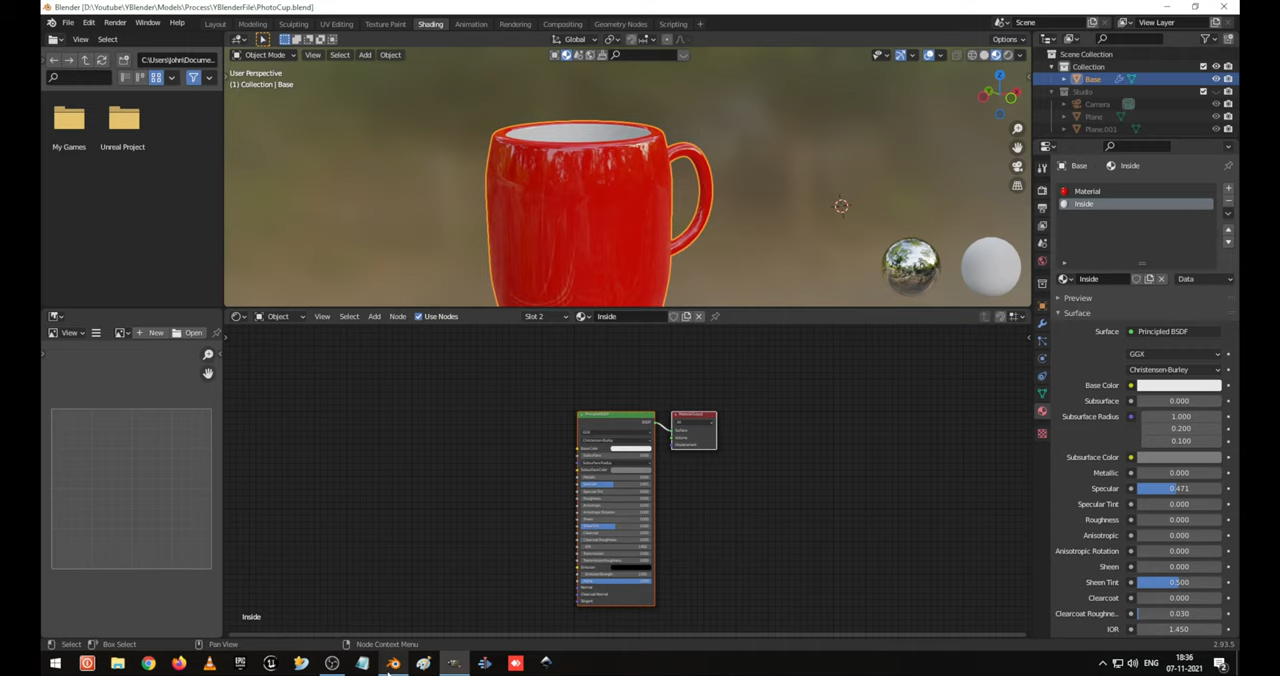 Blender [D:\Youtube\YBlender\Models\Process\YBlenderFile\PhotoCup.blend]
File Edit Render Window Help
Layout Modeling Sculpting UV Editing Texture Paint Shading Animation Rendering Compositing Geometry Nodes Scripting
Scene
View Layer
View Select
C:\Users\John\Docume...
My Games
Unreal Project
Global
Object Mode View Select Add Object
Options
User Perspective
(1) Collection | Base
Scene Collection
Collection
Base
Studio
Camera
Plane
Plane.001
Base Inside
Material
Inside
Inside Data
Preview
Surface
Surface Principled BSDF
GGX
Christensen-Burley
Base Color
Subsurface 0.000
Subsurface Radius 1.000
0.200
0.100
Subsurface Color
Metallic 0.000
Specular 0.471
Specular Tint 0.000
Roughness 0.000
Anisotropic 0.000
Anisotropic Rotation 0.000
Sheen 0.000
Sheen Tint 0.500
Clearcoat 0.000
Clearcoat Roughne... 0.030
IOR 1.450
View New Open
Object View Select Add Node Use Nodes Slot 2 Inside
Inside
Select Box Select Pan View Node Context Menu 2.93.5
ENG
18:36
07-11-2021